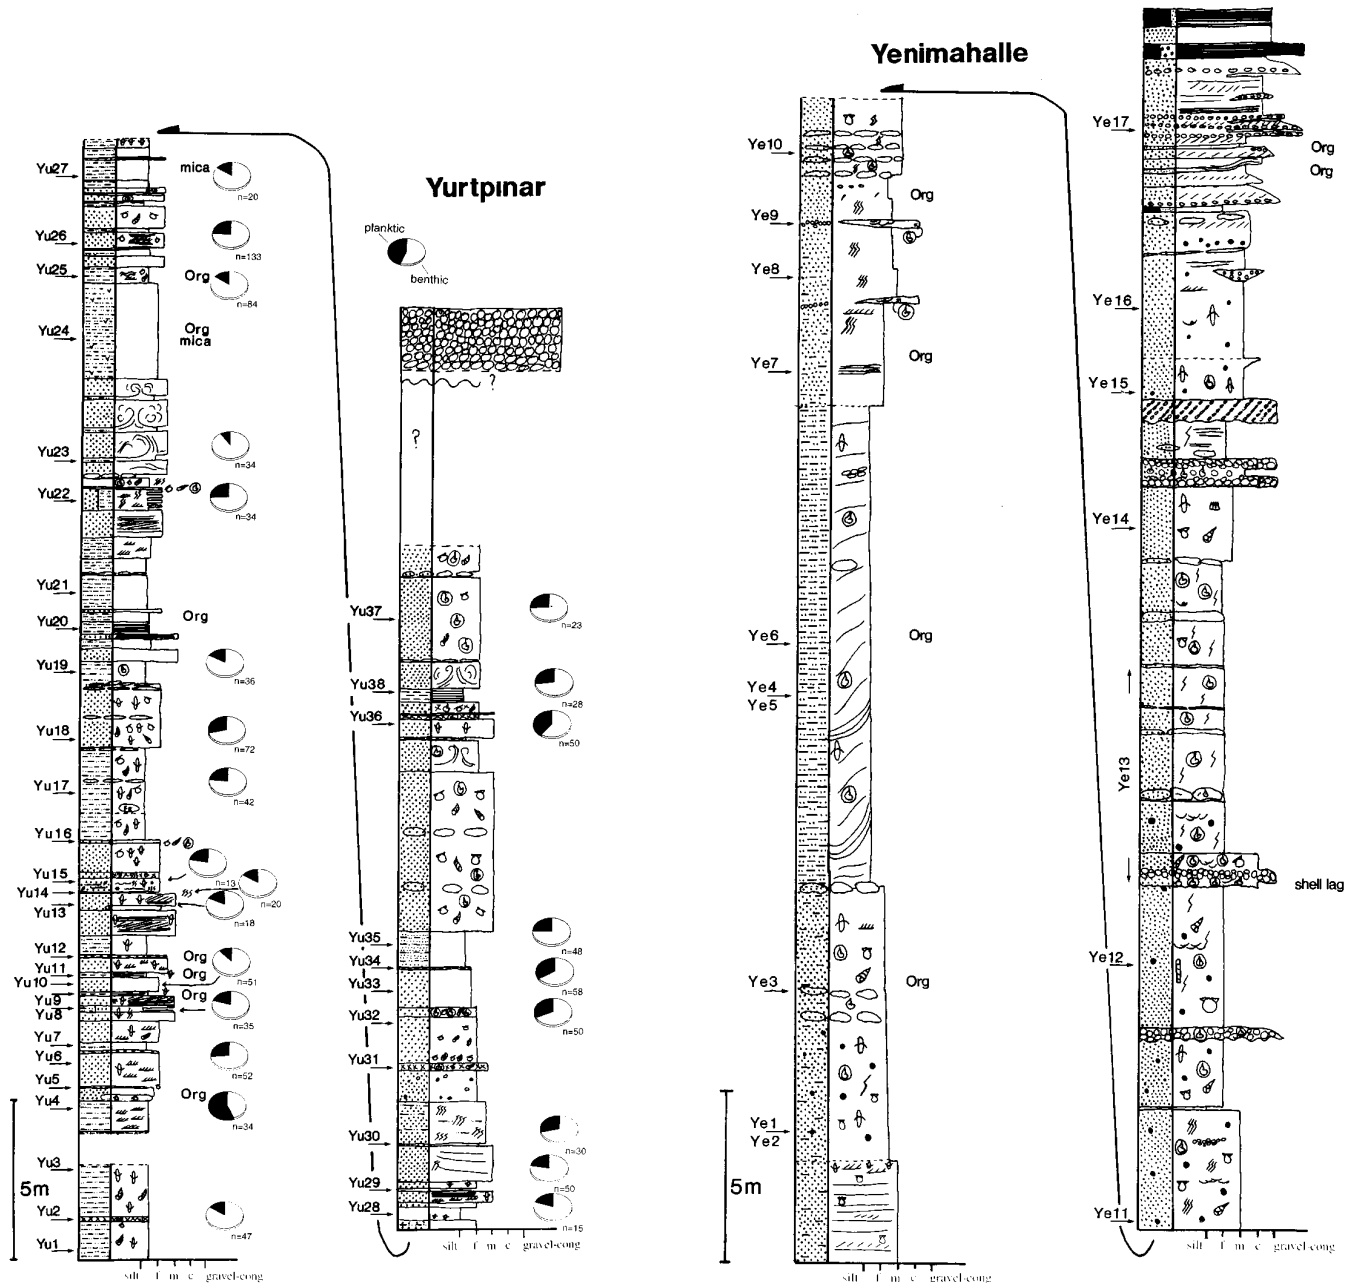 Yurtpınar
Yenimahalle
planktic
benthic
Yu27
mica
n=20
Yu26
n=133
Yu25
Org
n=84
Yu24
Org
mica
Yu23
n=34
Yu22
n=34
Yu21
Yu20
Org
Yu19
n=36
Yu18
n=72
Yu17
n=42
Yu16
Yu15
n=13
Yu14
n=20
Yu13
n=18
Yu12
Org
Yu11
Org
Yu10
n=51
Yu9
Org
Yu8
n=35
Yu7
Yu6
n=52
Yu5
Yu4
Org
n=34
Yu3
5m
Yu2
n=47
Yu1
silt f m c gravel-cong
?
?
Yu37
n=23
Yu38
n=28
Yu36
n=50
Yu35
n=48
Yu34
Yu33
n=58
Yu32
n=50
Yu31
Yu30
n=30
Yu29
n=50
Yu28
n=15
silt f m c gravel-cong
Ye10
Org
Ye9
Ye8
Ye7
Org
Ye6
Org
Ye4
Ye5
Ye3
Org
Ye1
Ye2
5m
silt f m c gravel-cong
Ye17
Org
Org
Ye16
Ye15
Ye14
Ye13
shell lag
Ye12
Ye11
silt f m c gravel-cong